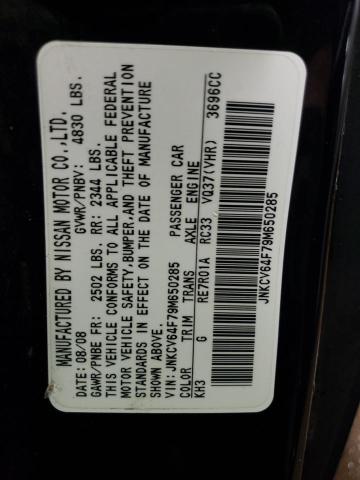 MANUFACTURED BY NISSAN MOTOR CO.,LTD.
08/08 GVWR/PNBV: 4830 LBS.
GAWR/PNBE FR: 2502 LBS. RR: 2344 LBS.
THIS VEHICLE CONFORMS TO ALL APPLICABLE FEDERAL
MOTOR VEHICLE SAFETY,BUMPER,AND THEFT PREVENTION
STANDARDS IN EFFECT ON THE DATE OF MANUFACTURE
SHOWN ABOVE.
VIN:JNKCV64F79M650285 PASSENGER CAR
COLOR TRIM TRANS AXLE ENGINE
KH3 G RE7R01A RC33 VQ37(VHR) 3696CC
JNKCV64F79M650285